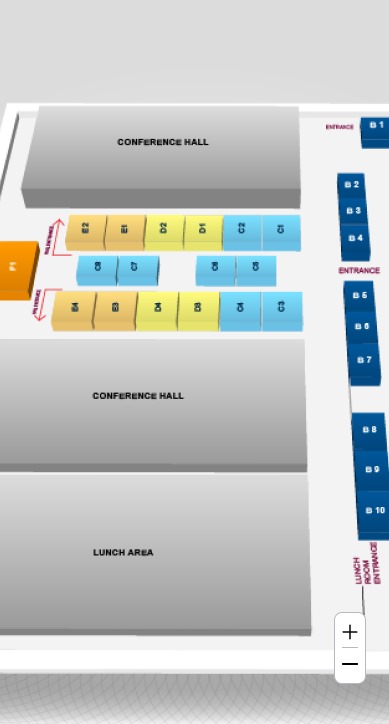 B 1
ENTRANCE
CONFERENCE HALL
B 2
B 3
B 4
E2
E1
D2
D1
C2
C1
F1
C8
C7
C6
C5
ENTRANCE
E4
E3
D4
D3
C4
C3
B 5
B 6
B 7
CONFERENCE HALL
B 8
B 9
B 10
LUNCH AREA
LUNCH
ROOM
ENTRANCE
+
−